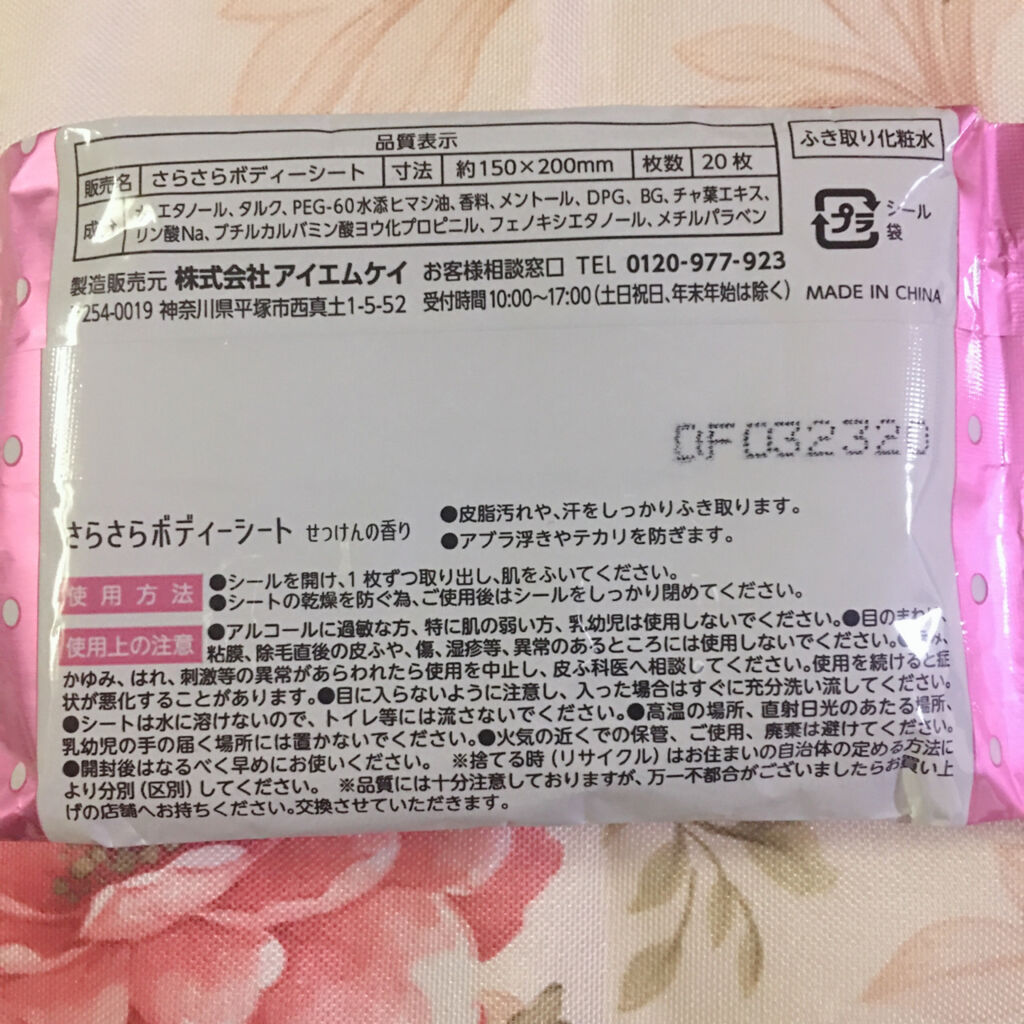 品質表示
販売名 さらさらボディーシート 寸法 約150×200mm 枚数 20枚
成分 エタノール、タルク、PEG-60水添ヒマシ油、香料、メントール、DPG、BG、チャ葉エキス、
リン酸Na、ブチルカルバミン酸ヨウ化プロピニル、フェノキシエタノール、メチルパラベン
ふき取り化粧水
プラ
シール
袋
製造販売元 株式会社アイエムケイ お客様相談窓口 TEL 0120-977-923
254-0019 神奈川県平塚市西真土1-5-52 受付時間10:00～17:00(土日祝日、年末年始は除く) MADE IN CHINA
さらさらボディーシート せっけんの香り
●皮脂汚れや、汗をしっかりふき取ります。
●アブラ浮きやテカリを防ぎます。
使用方法
●シールを開け、1枚ずつ取り出し、肌をふいてください。
●シートの乾燥を防ぐ為、ご使用後はシールをしっかり閉めてください。
使用上の注意
●アルコールに過敏な方、特に肌の弱い方、乳幼児は使用しないでください。●目のまわり、
粘膜、除毛直後の皮ふや、傷、湿疹等、異常のあるところには使用しないでください。
かゆみ、はれ、刺激等の異常があらわれたら使用を中止し、皮ふ科医へ相談してください。使用を続けると症
状が悪化することがあります。●目に入らないように注意し、入った場合はすぐに充分洗い流してください。
●シートは水に溶けないので、トイレ等には流さないでください。●高温の場所、直射日光のあたる場所、
乳幼児の手の届く場所には置かないでください。●火気の近くでの保管、ご使用、廃棄は避けてください。
●開封後はなるべく早めにお使いください。 ※捨てる時(リサイクル)はお住まいの自治体の定める方法に
より分別(区別)してください。 ※品質には十分注意しておりますが、万一不都合がございましたらお買い上
げの店舗へお持ちください。交換させていただきます。